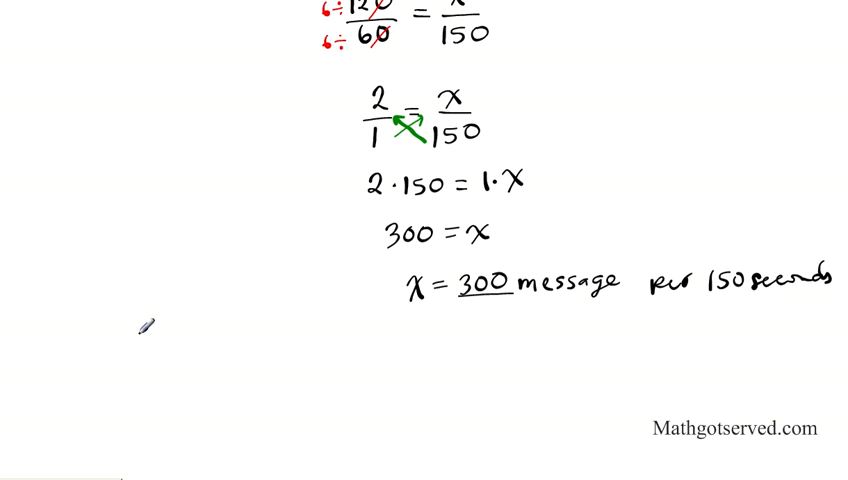 6÷ 120 / 6÷ 60 = x / 150
2 / 1 = x / 150
2 · 150 = 1 · x
300 = x
x = 300 message per 150 seconds
Mathgotserved.com